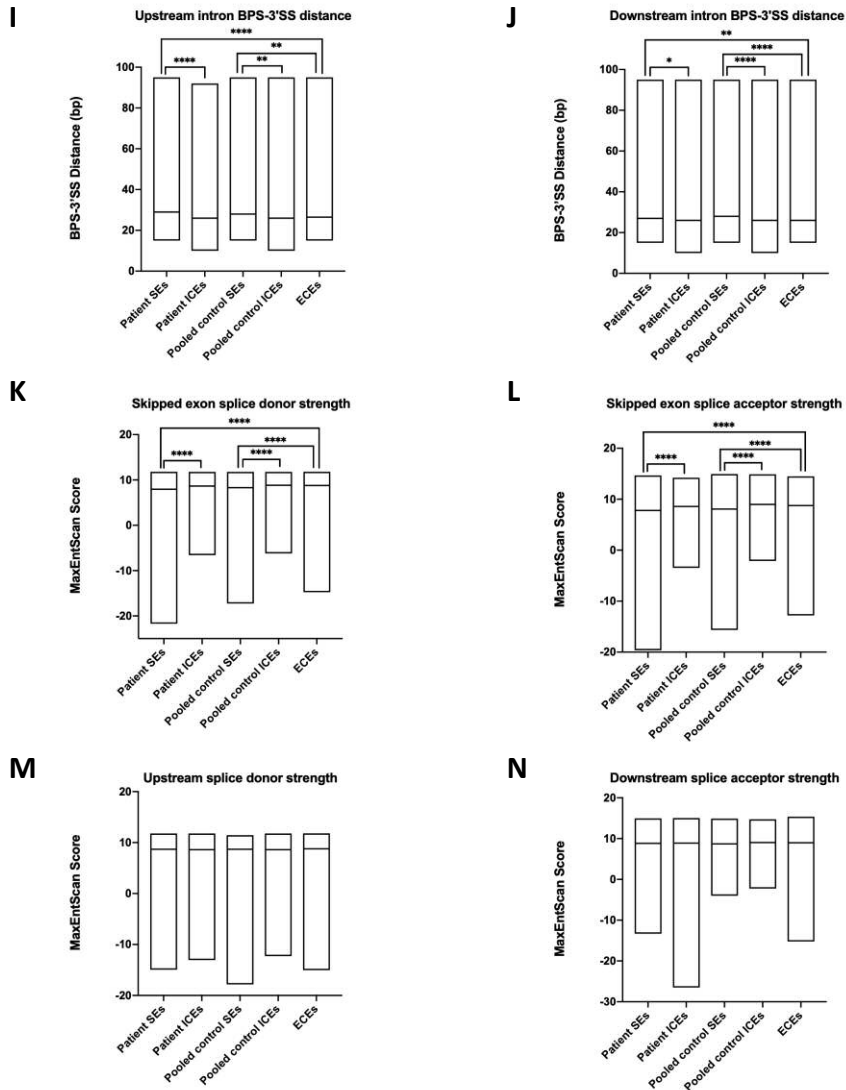 I
Upstream intron BPS-3'SS distance
****
**
****
**
100
80
60
40
20
0
BPS-3'SS Distance (bp)
Patient SEs
Patient ICEs
Pooled control SEs
Pooled control ICEs
ECEs
J
Downstream intron BPS-3'SS distance
**
****
*
****
100
80
60
40
20
0
BPS-3'SS Distance (bp)
Patient SEs
Patient ICEs
Pooled control SEs
Pooled control ICEs
ECEs
K
Skipped exon splice donor strength
****
****
****
****
20
10
0
-10
-20
MaxEntScan Score
Patient SEs
Patient ICEs
Pooled control SEs
Pooled control ICEs
ECEs
L
Skipped exon splice acceptor strength
****
****
****
****
20
10
0
-10
-20
MaxEntScan Score
Patient SEs
Patient ICEs
Pooled control SEs
Pooled control ICEs
ECEs
M
Upstream splice donor strength
20
10
0
-10
-20
MaxEntScan Score
Patient SEs
Patient ICEs
Pooled control SEs
Pooled control ICEs
ECEs
N
Downstream splice acceptor strength
20
10
0
-10
-20
-30
MaxEntScan Score
Patient SEs
Patient ICEs
Pooled control SEs
Pooled control ICEs
ECEs